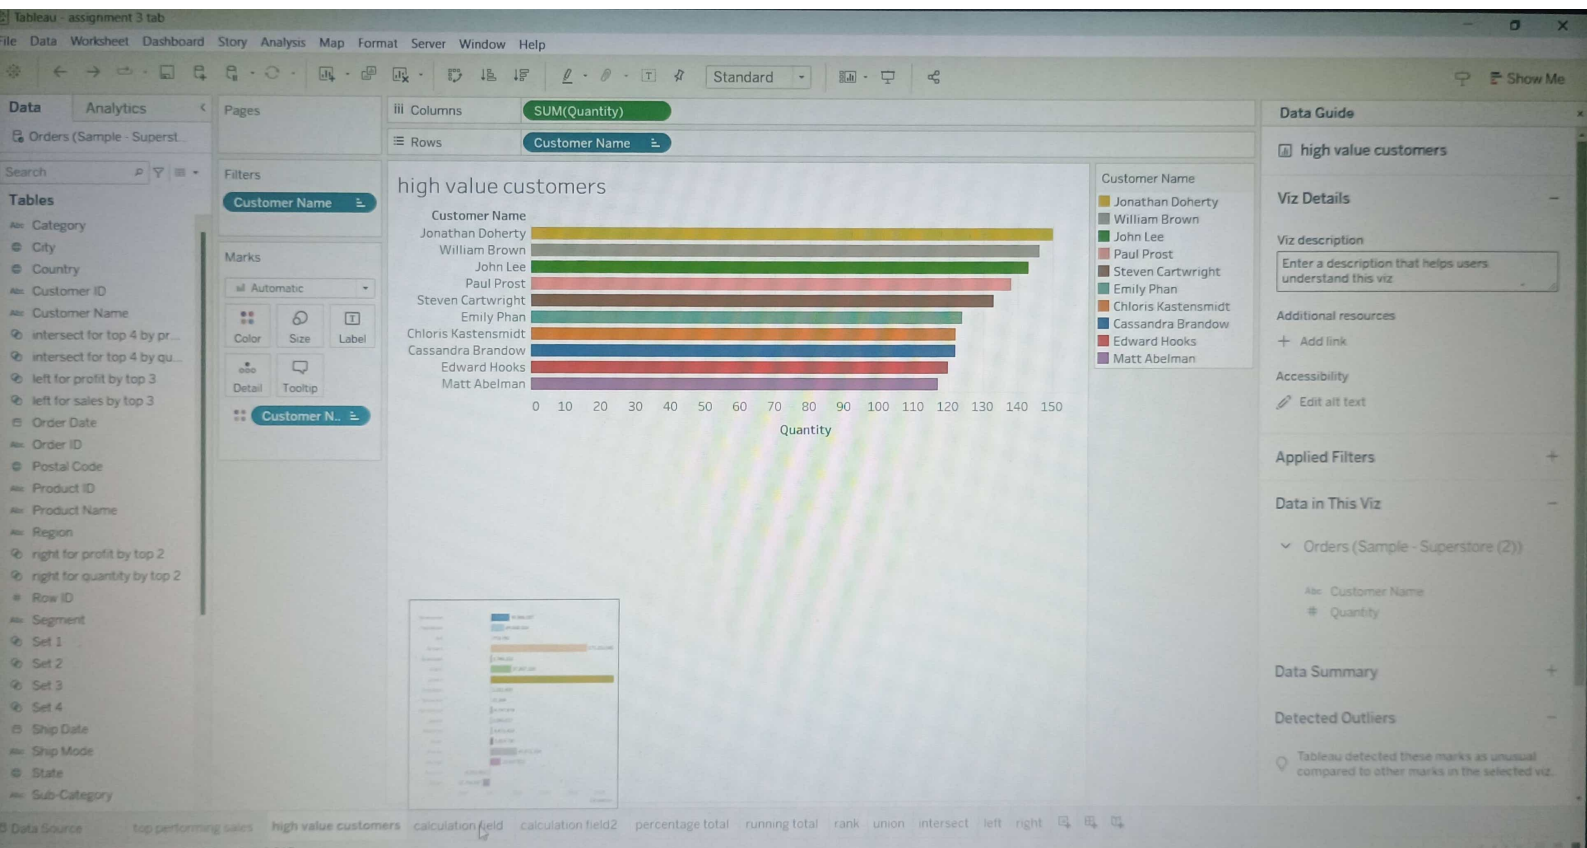 Tableau - assignment 3 tab
File Data Worksheet Dashboard Story Analysis Map Format Server Window Help
Standard
Show Me
Data Analytics
Orders (Sample - Superst...
Search
Tables
Abc Category
City
Country
Abc Customer ID
Abc Customer Name
intersect for top 4 by pr...
intersect for top 4 by qu...
left for profit by top 3
left for sales by top 3
Order Date
Abc Order ID
Postal Code
Abc Product ID
Abc Product Name
Abc Region
right for profit by top 2
right for quantity by top 2
# Row ID
Abc Segment
Set 1
Set 2
Set 3
Set 4
Ship Date
Abc Ship Mode
State
Abc Sub-Category
Pages
Filters
Customer Name
Marks
Automatic
Color Size Label
Detail Tooltip
Customer N..
iii Columns SUM(Quantity)
Rows Customer Name
high value customers
Customer Name
Jonathan Doherty
William Brown
John Lee
Paul Prost
Steven Cartwright
Emily Phan
Chloris Kastensmidt
Cassandra Brandow
Edward Hooks
Matt Abelman
0 10 20 30 40 50 60 70 80 90 100 110 120 130 140 150
Quantity
Customer Name
Jonathan Doherty
William Brown
John Lee
Paul Prost
Steven Cartwright
Emily Phan
Chloris Kastensmidt
Cassandra Brandow
Edward Hooks
Matt Abelman
Data Guide
high value customers
Viz Details
Viz description
Enter a description that helps users
understand this viz
Additional resources
+ Add link
Accessibility
Edit alt text
Applied Filters
Data in This Viz
Orders (Sample - Superstore (2))
Abc Customer Name
# Quantity
Data Summary
Detected Outliers
Tableau detected these marks as unusual
compared to other marks in the selected viz.
Data Source top performing sales high value customers calculation field calculation field2 percentage total running total rank union intersect left right